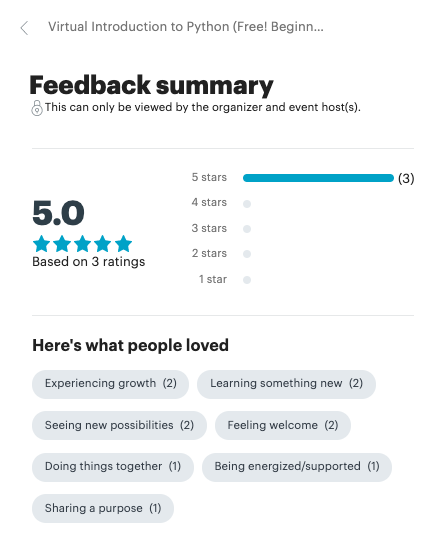 Virtual Introduction to Python (Free! Beginn...
Feedback summary
This can only be viewed by the organizer and event host(s).
5.0
Based on 3 ratings
5 stars (3)
4 stars
3 stars
2 stars
1 star
Here's what people loved
Experiencing growth (2) Learning something new (2)
Seeing new possibilities (2) Feeling welcome (2)
Doing things together (1) Being energized/supported (1)
Sharing a purpose (1)